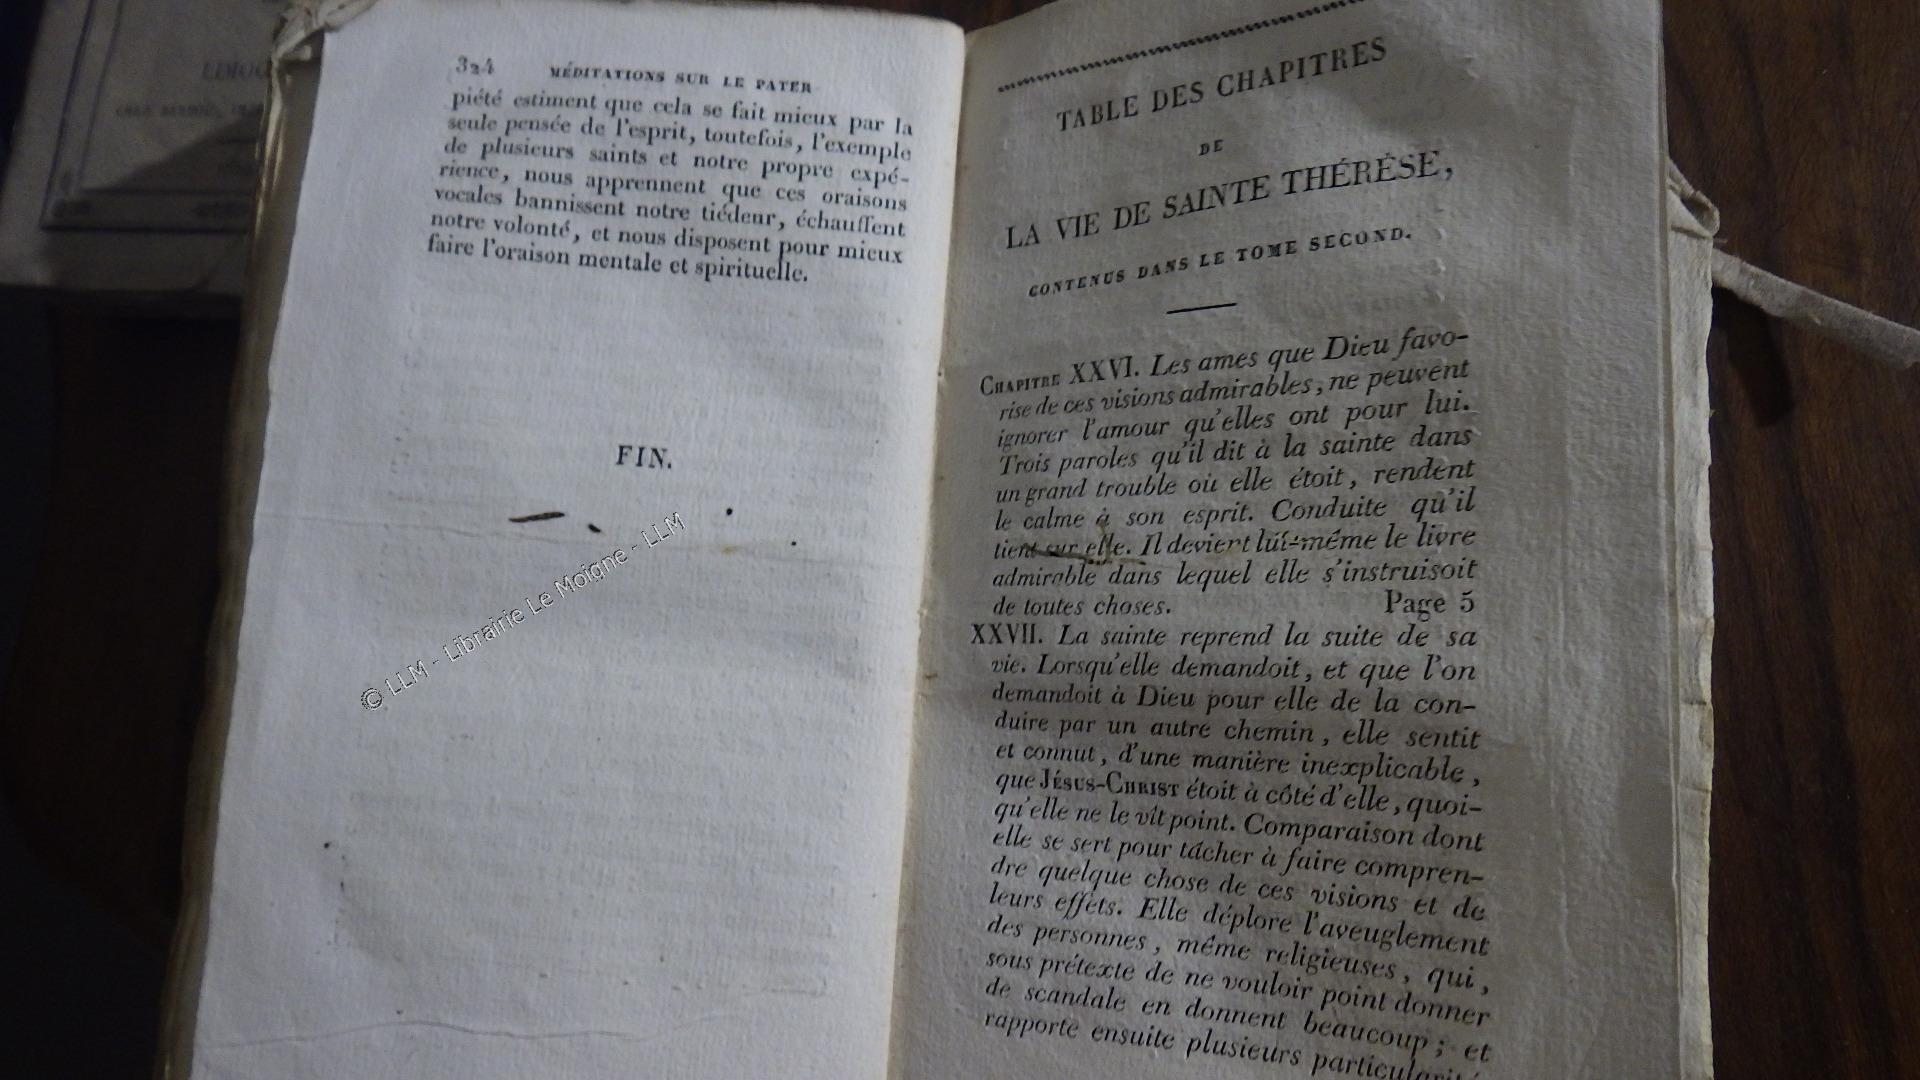 LIMOG
CHEZ BARBOU, IMP
324 MÉDITATIONS SUR LE PATER
piété estiment que cela se fait mieux par la
seule pensée de l'esprit, toutefois, l'exemple
de plusieurs saints et notre propre expé-
rience, nous apprennent que ces oraisons
vocales bannissent notre tiédeur, échauffent
notre volonté, et nous disposent pour mieux
faire l'oraison mentale et spirituelle.
FIN.
© LLM - Librairie Le Moigne - LLM
TABLE DES CHAPITRES
DE
LA VIE DE SAINTE THÉRÈSE,
CONTENUS DANS LE TOME SECOND.
CHAPITRE XXVI. Les ames que Dieu favo-
rise de ces visions admirables, ne peuvent
ignorer l'amour qu'elles ont pour lui.
Trois paroles qu'il dit à la sainte dans
un grand trouble où elle étoit, rendent
le calme à son esprit. Conduite qu'il
tient sur elle. Il devient lui-même le livre
admirable dans lequel elle s'instruisoit
de toutes choses. Page 5
XXVII. La sainte reprend la suite de sa
vie. Lorsqu'elle demandoit, et que l'on
demandoit à Dieu pour elle de la con-
duire par un autre chemin, elle sentit
et connut, d'une manière inexplicable,
que JÉSUS-CHRIST étoit à côté d'elle, quoi-
qu'elle ne le vît point. Comparaison dont
elle se sert pour tâcher à faire compren-
dre quelque chose de ces visions et de
leurs effets. Elle déplore l'aveuglement
des personnes, même religieuses, qui,
sous prétexte de ne vouloir point donner
de scandale en donnent beaucoup; et
rapporte ensuite plusieurs particularité